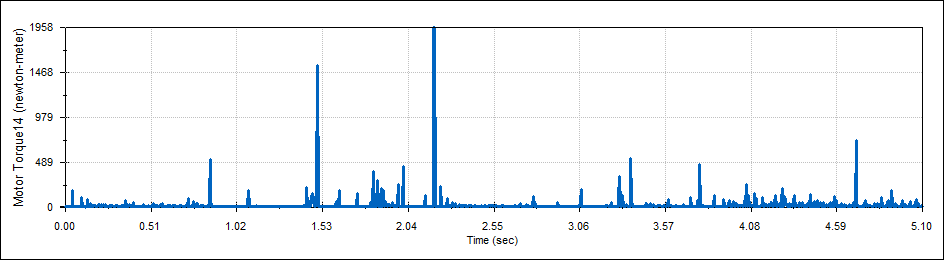 Motor Torque14 (newton-meter)
1958
1468
979
489
0
0.00 0.51 1.02 1.53 2.04 2.55 3.06 3.57 4.08 4.59 5.10
Time (sec)